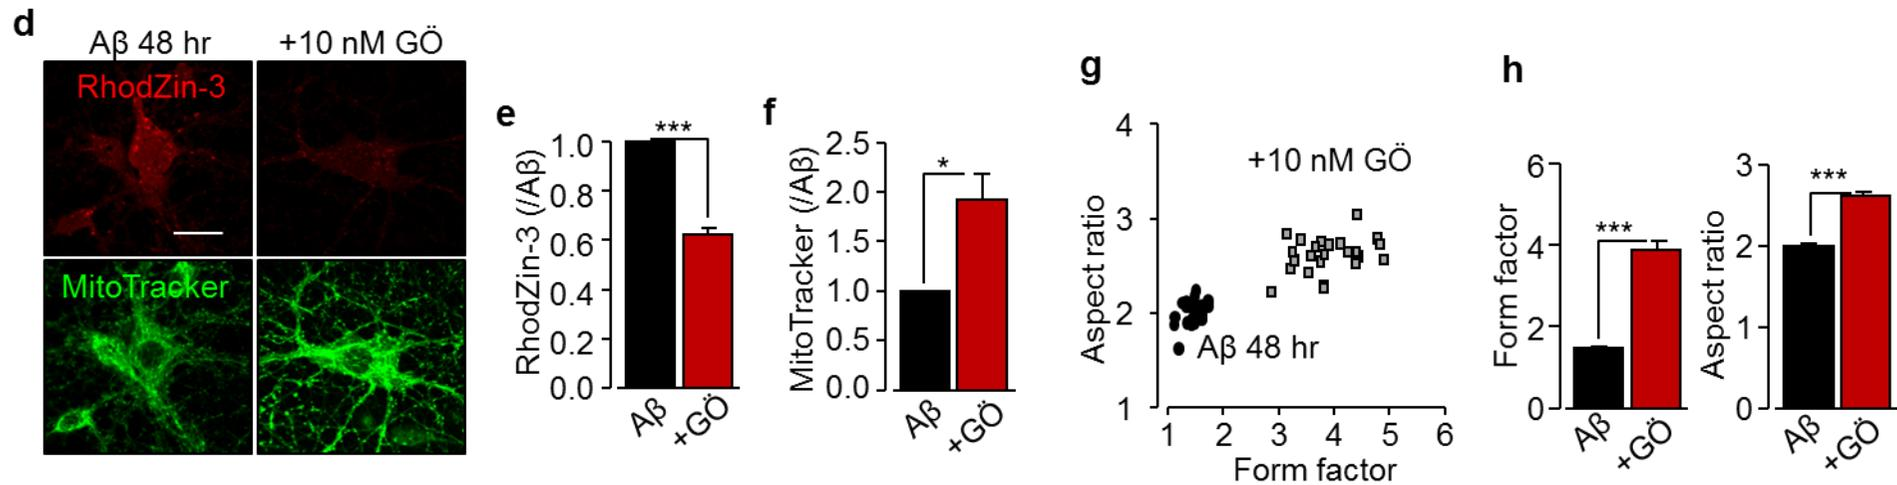 d
Aβ 48 hr
+10 nM GÖ
RhodZin-3
MitoTracker
e
RhodZin-3 (/Aβ)
1.0
0.8
0.6
0.4
0.2
0.0
***
Aβ
+GÖ
f
MitoTracker (/Aβ)
2.5
2.0
1.5
1.0
0.5
0.0
*
Aβ
+GÖ
g
Aspect ratio
4
3
2
1
+10 nM GÖ
Aβ 48 hr
1 2 3 4 5 6
Form factor
h
Form factor
6
4
2
0
***
Aβ
+GÖ
Aspect ratio
3
2
1
0
***
Aβ
+GÖ